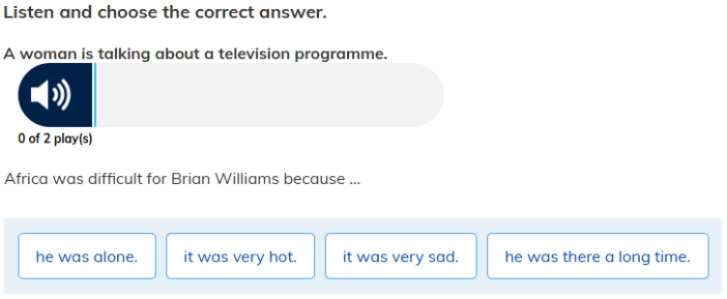 Listen and choose the correct answer.
A woman is talking about a television programme.
0 of 2 play(s)
Africa was difficult for Brian Williams because ...
he was alone. it was very hot. it was very sad. he was there a long time.